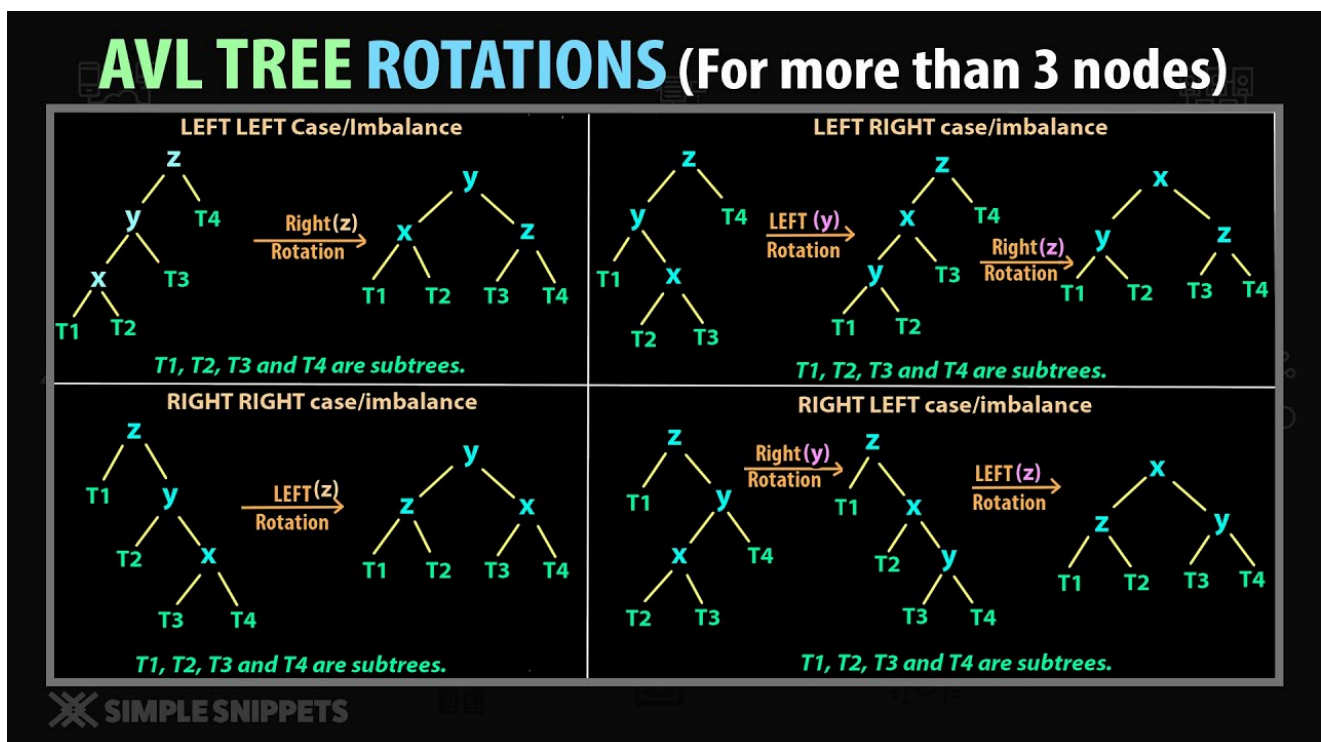 AVL TREE ROTATIONS (For more than 3 nodes)
LEFT LEFT Case/Imbalance
z
y
T4
x
T3
T1
T2
Right(z)
Rotation
y
x
z
T1
T2
T3
T4
T1, T2, T3 and T4 are subtrees.
LEFT RIGHT case/imbalance
z
y
T4
T1
x
T2
T3
LEFT (y)
Rotation
z
x
T4
y
T3
T1
T2
Right(z)
Rotation
x
y
z
T1
T2
T3
T4
T1, T2, T3 and T4 are subtrees.
RIGHT RIGHT case/imbalance
z
T1
y
T2
x
T3
T4
LEFT(z)
Rotation
y
z
x
T1
T2
T3
T4
T1, T2, T3 and T4 are subtrees.
RIGHT LEFT case/imbalance
z
T1
y
x
T4
T2
T3
Right(y)
Rotation
z
T1
x
T2
y
T3
T4
LEFT(z)
Rotation
x
z
y
T1
T2
T3
T4
T1, T2, T3 and T4 are subtrees.
SIMPLE SNIPPETS